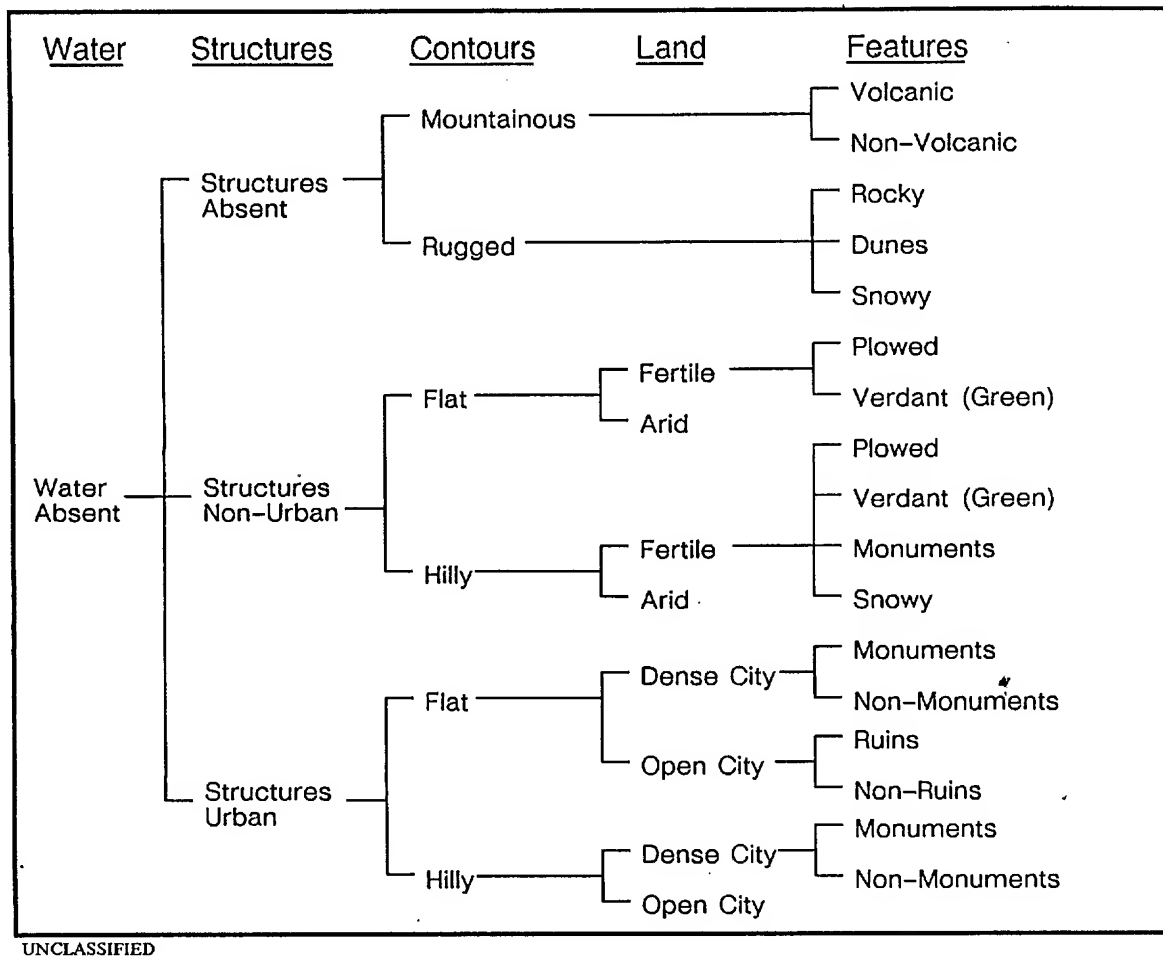 Water Structures Contours Land Features
Volcanic
Mountainous
Non-Volcanic
Structures
Absent
Rocky
Rugged
Dunes
Snowy
Plowed
Fertile
Flat
Verdant (Green)
Arid
Plowed
Water
Absent
Structures
Non-Urban
Verdant (Green)
Fertile
Monuments
Hilly
Arid
Snowy
Monuments
Dense City
Flat
Non-Monuments
Ruins
Open City
Structures
Urban
Non-Ruins
Monuments
Dense City
Hilly
Non-Monuments
Open City
UNCLASSIFIED